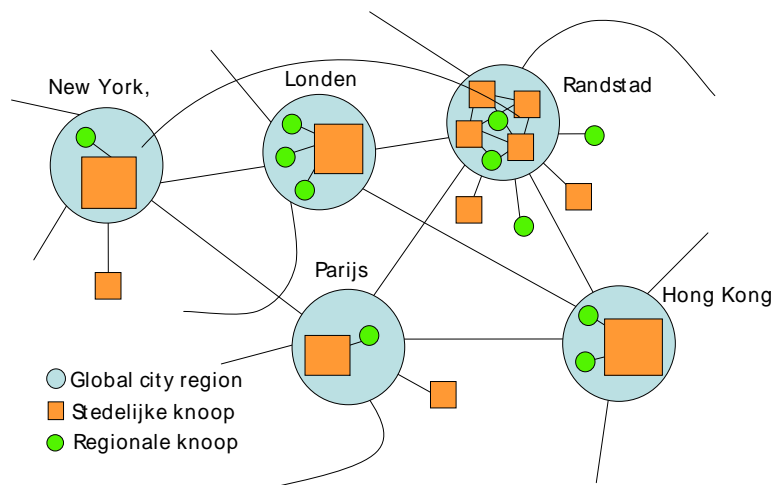 New York,
Londen
Randstad
Parijs
Hong Kong
Global city region
Stedelijke knoop
Regionale knoop